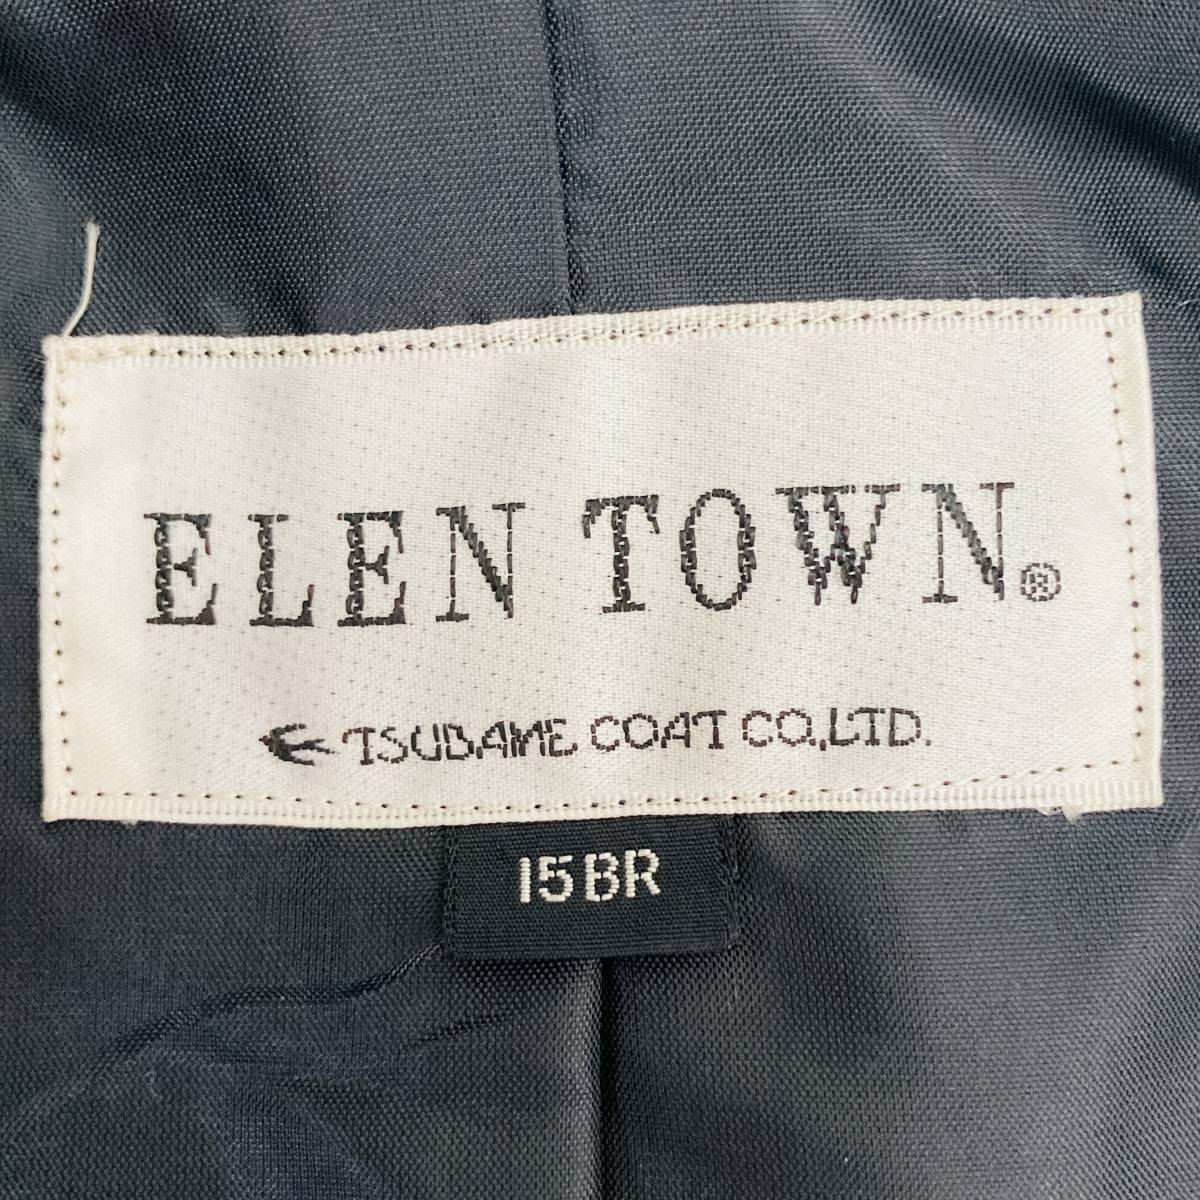 ELEN TOWN®
TSUBAME COAT CO.,LTD.
15BR